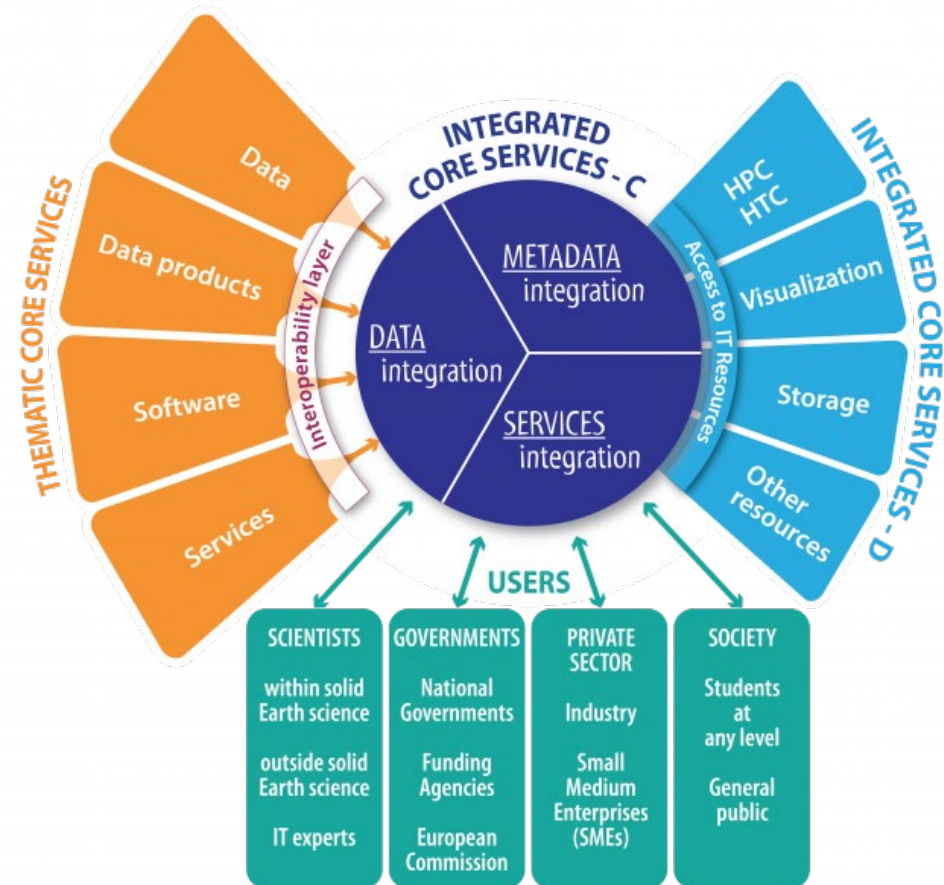 THEMATIC CORE SERVICES
Data
Data products
Software
Services
Interoperability layer
INTEGRATED
CORE SERVICES - C
METADATA
integration
DATA
integration
SERVICES
integration
Access to IT Resources
HPC
HTC
Visualization
Storage
Other
resources
INTEGRATED CORE SERVICES - D
USERS
SCIENTISTS
within solid
Earth science
outside solid
Earth science
IT experts
GOVERNMENTS
National
Governments
Funding
Agencies
European
Commission
PRIVATE
SECTOR
Industry
Small
Medium
Enterprises
(SMEs)
SOCIETY
Students
at
any level
General
public